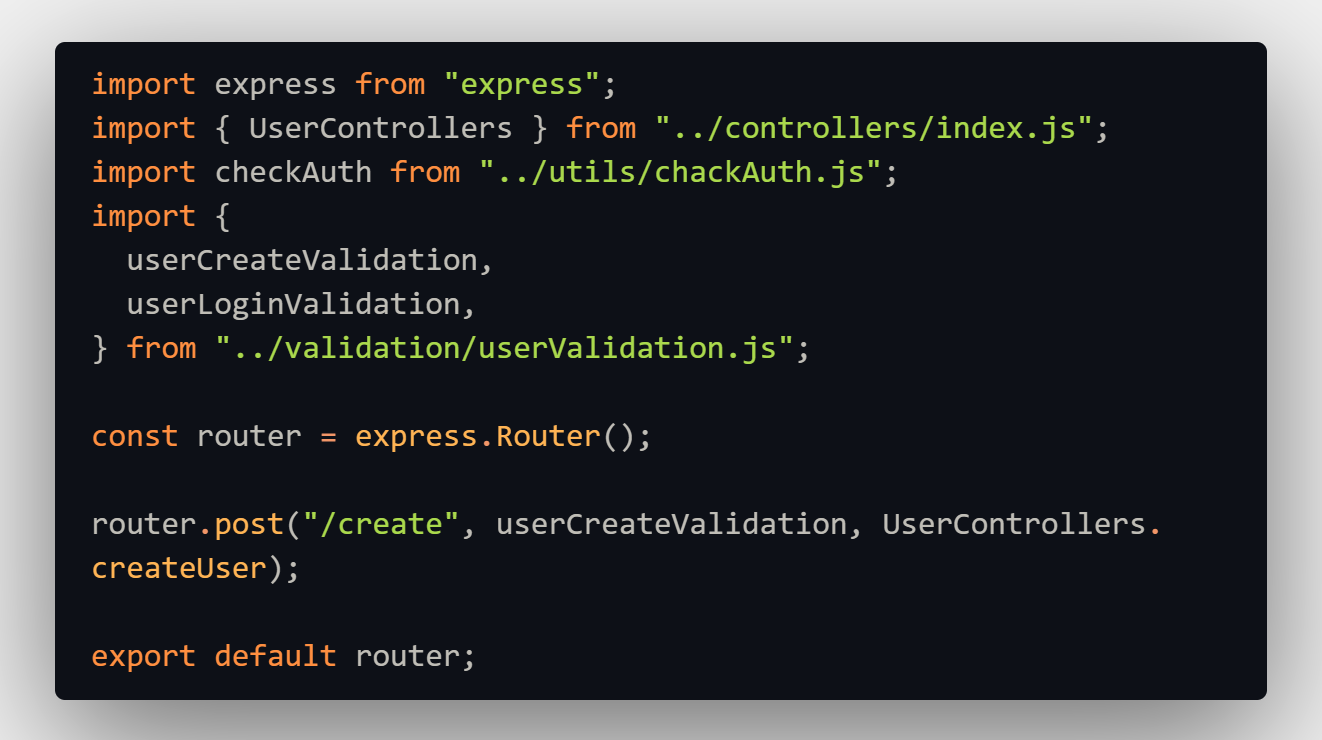 import express from "express";
import { UserControllers } from "../controllers/index.js";
import checkAuth from "../utils/chackAuth.js";
import {
  userCreateValidation,
  userLoginValidation,
} from "../validation/userValidation.js";

const router = express.Router();

router.post("/create", userCreateValidation, UserControllers.
createUser);

export default router;